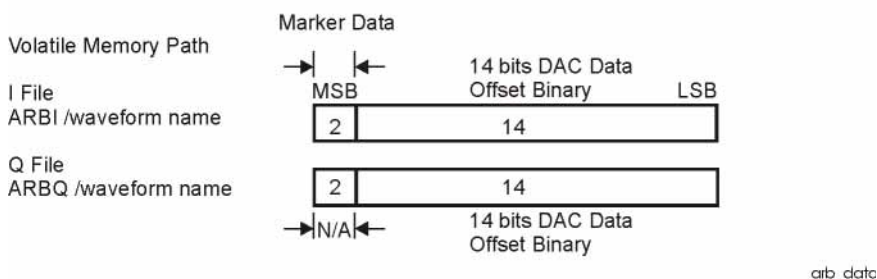 Marker Data
Volatile Memory Path
14 bits DAC Data
I File
MSB
Offset Binary
LSB
ARBI /waveform name
2
14
Q File
ARBQ /waveform name
2
14
N/A
14 bits DAC Data
Offset Binary
arb data